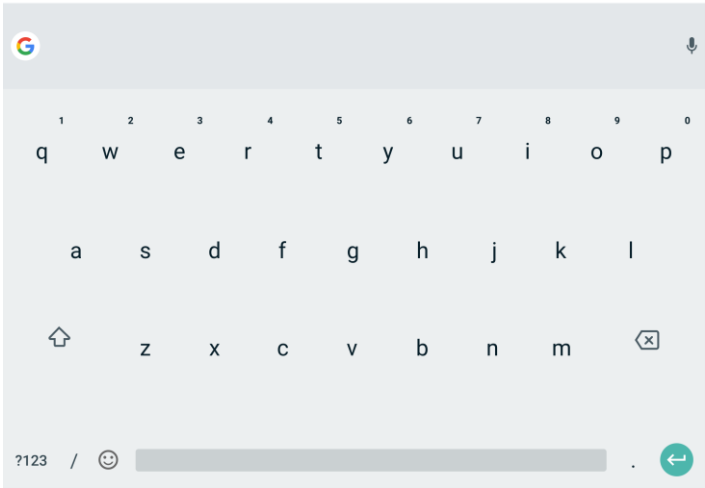 G
1 2 3 4 5 6 7 8 9 0
q w e r t y u i o p
a s d f g h j k l
z x c v b n m
?123 / .